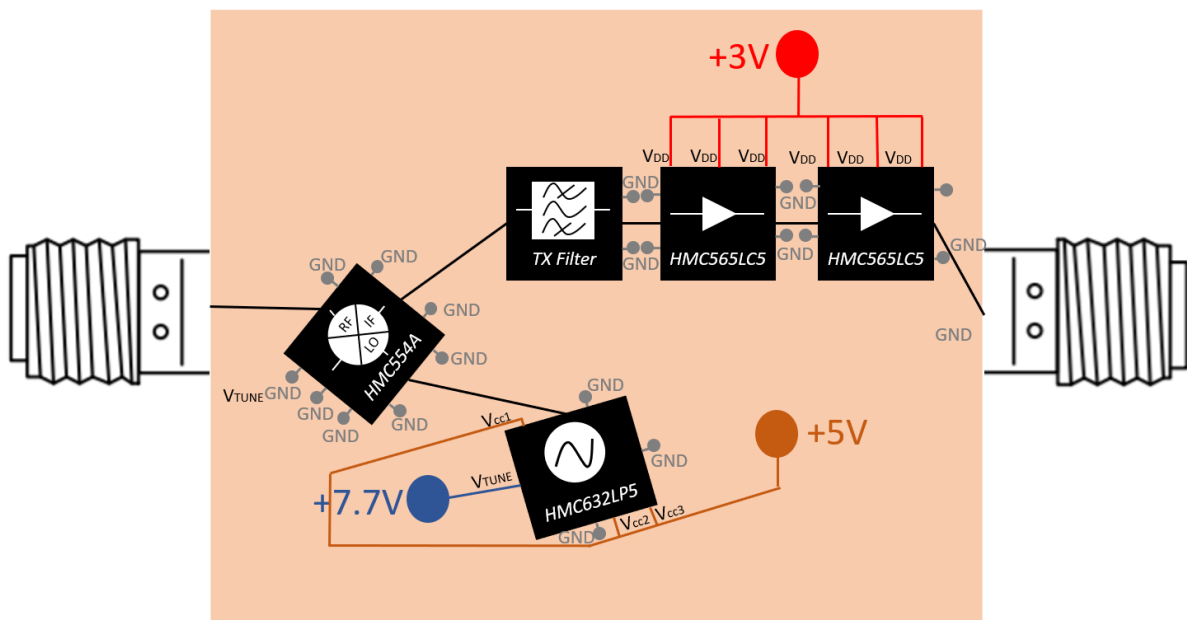 +3V
VDD VDD VDD VDD VDD VDD
GND GND
GND
TX Filter
HMC565LC5
HMC565LC5
GND GND
GND
GND
GND
RF IF
LO
HMC554A
GND
GND
GND
VTUNE
GND
GND
GND
GND
GND
Vcc1
+5V
GND
VTUNE
+7.7V
HMC632LP5
Vcc2 Vcc3
GND